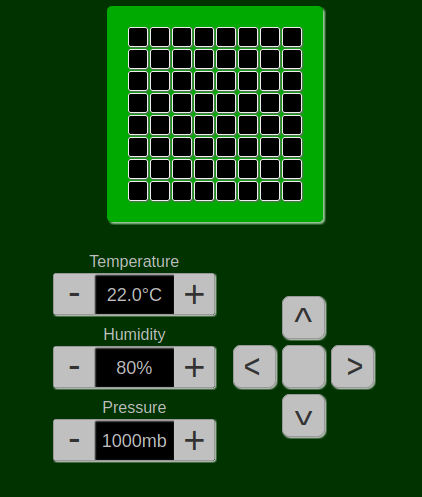 Temperature
- 22.0°C +
Humidity
- 80% +
Pressure
- 1000mb +
^
< >
v